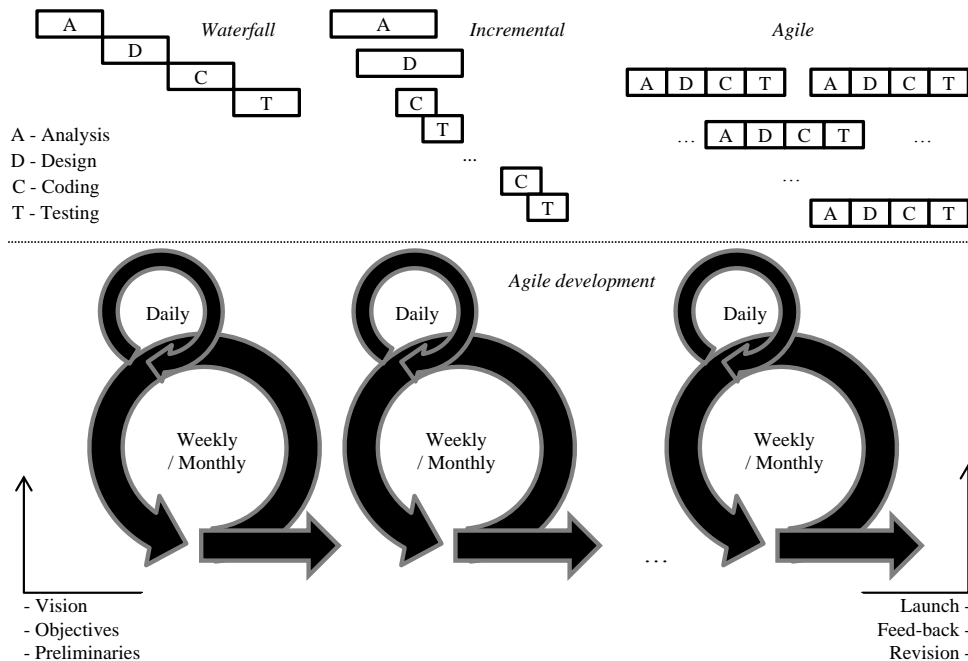 Waterfall
A
D
C
T
A - Analysis
D - Design
C - Coding
T - Testing
Incremental
A
D
C
T
...
C
T
Agile
A D C T A D C T
... A D C T ...
...
A D C T
Agile development
Daily
Weekly
/ Monthly
Daily
Weekly
/ Monthly
...
Daily
Weekly
/ Monthly
- Vision
- Objectives
- Preliminaries
Launch -
Feed-back -
Revision -